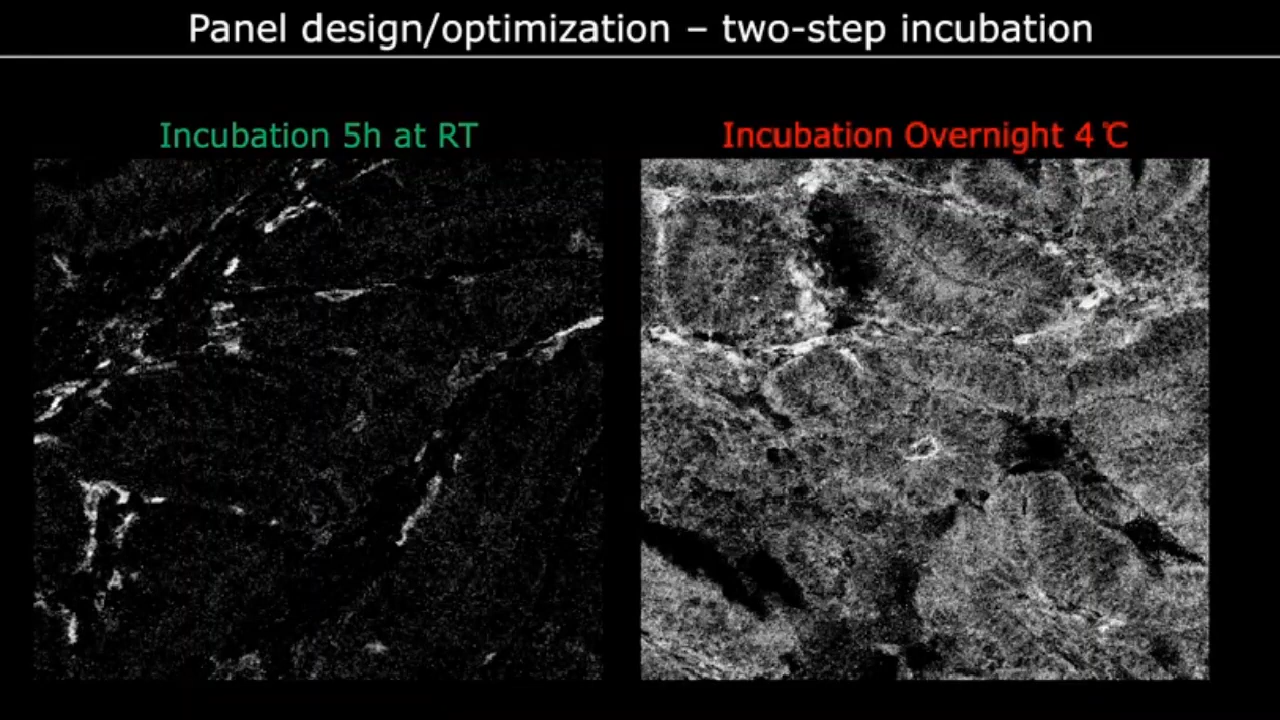 Panel design/optimization – two-step incubation
Incubation 5h at RT
Incubation Overnight 4℃